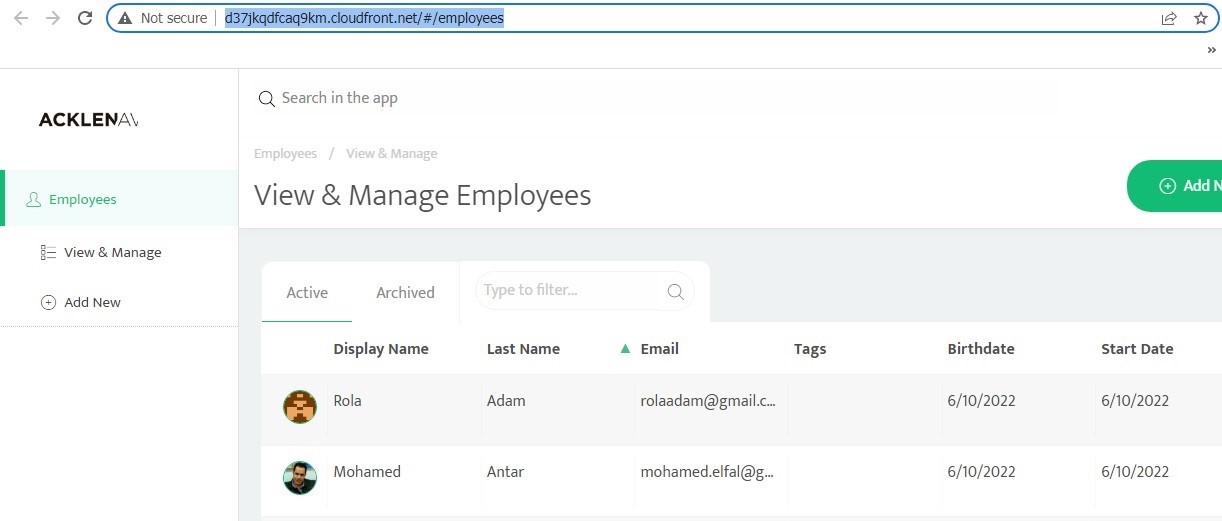 Not secure d37jkqdfcaq9km.cloudfront.net/#/employees
»
ACKLENAV
Search in the app
Employees / View & Manage
View & Manage Employees
Add N
Employees
View & Manage
Add New
Active Archived Type to filter...
Display Name Last Name ▲ Email Tags Birthdate Start Date
Rola Adam rolaadam@gmail.c... 6/10/2022 6/10/2022
Mohamed Antar mohamed.elfal@g... 6/10/2022 6/10/2022